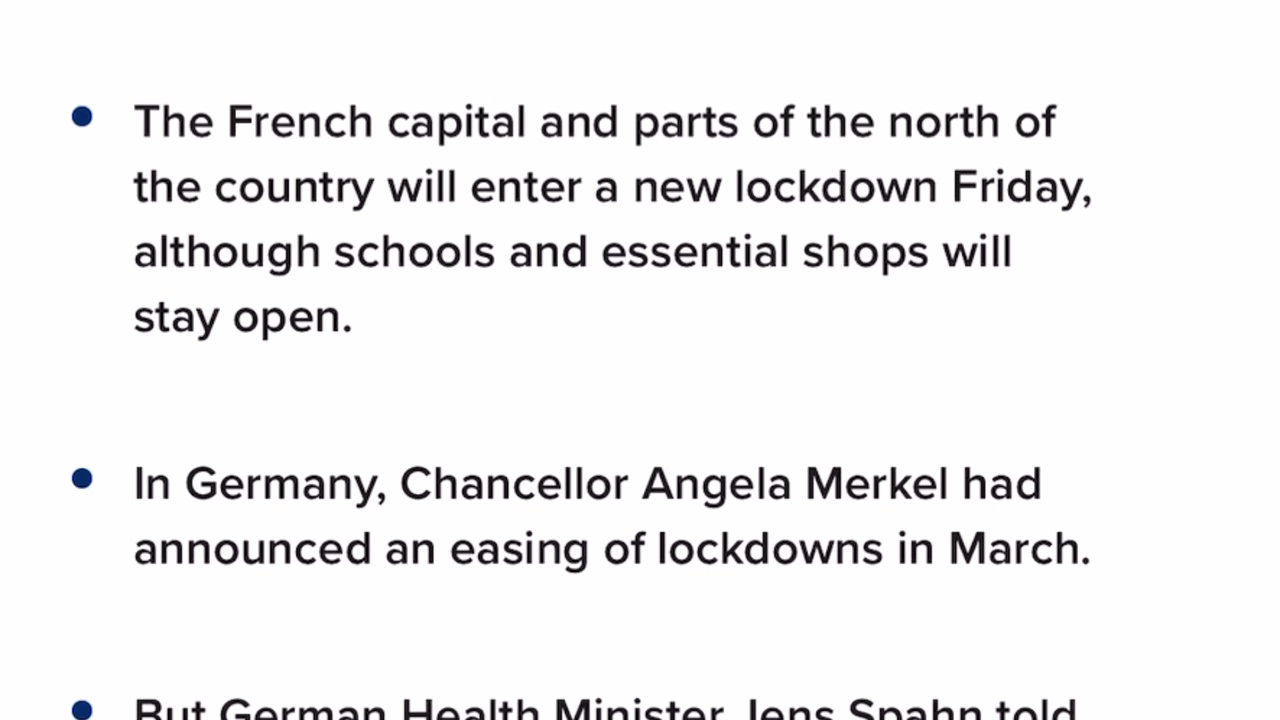 The French capital and parts of the north of
the country will enter a new lockdown Friday,
although schools and essential shops will
stay open.
In Germany, Chancellor Angela Merkel had
announced an easing of lockdowns in March.
But German Health Minister Jens Spahn told